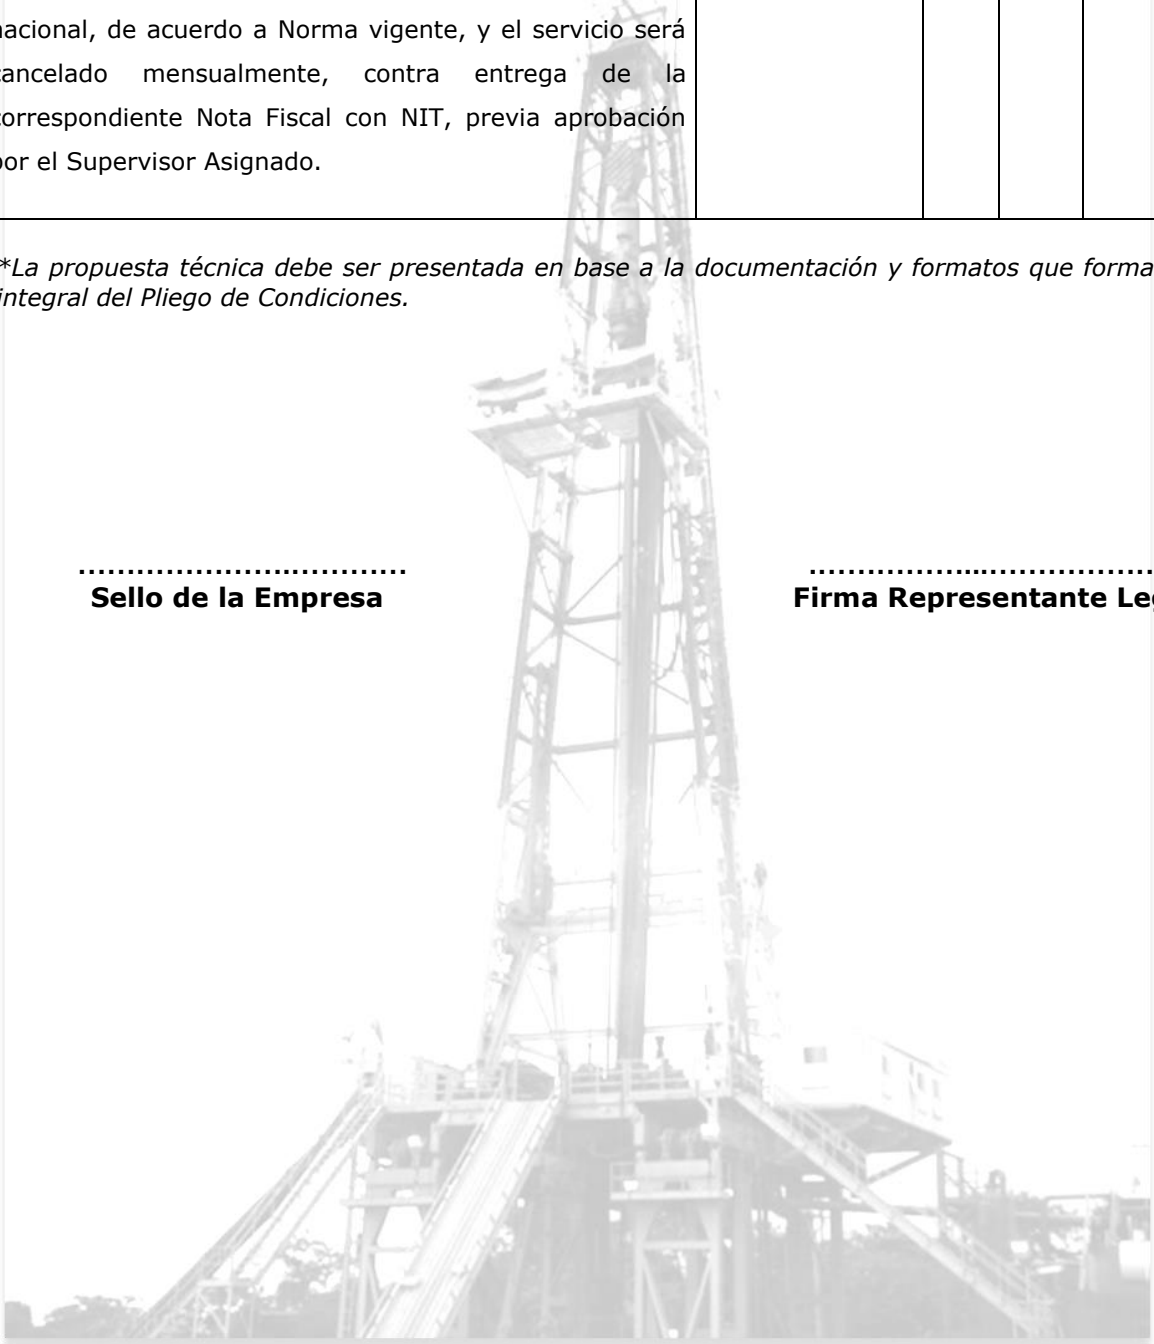 nacional, de acuerdo a Norma vigente, y el servicio será
cancelado mensualmente, contra entrega de la
correspondiente Nota Fiscal con NIT, previa aprobación
por el Supervisor Asignado.
*La propuesta técnica debe ser presentada en base a la documentación y formatos que forma
integral del Pliego de Condiciones.
.................................. ...................................
Sello de la Empresa Firma Representante Leg